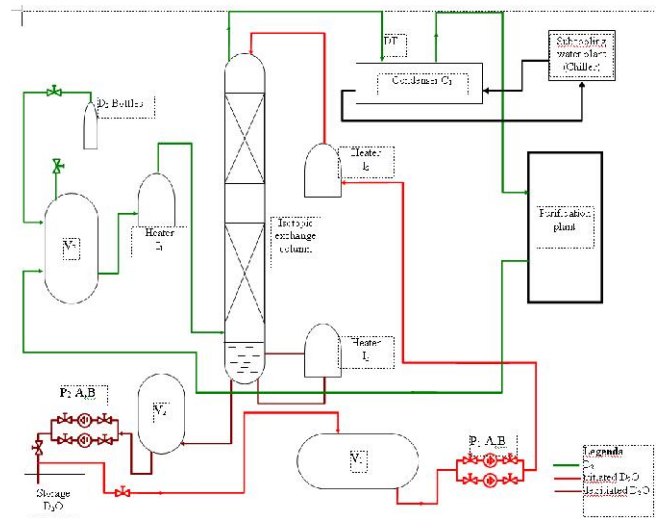 DT
Subcooling
water plant
(Chiller)
Condenser C1
D2 Bottles
Heater
Purification
plant
Isotopic
exchange
column
Heater
Heater
P2 A,B
V2
P1 A,B
V1
Legenda
tritiated D2O
detritiated D2O
Storage
D2O